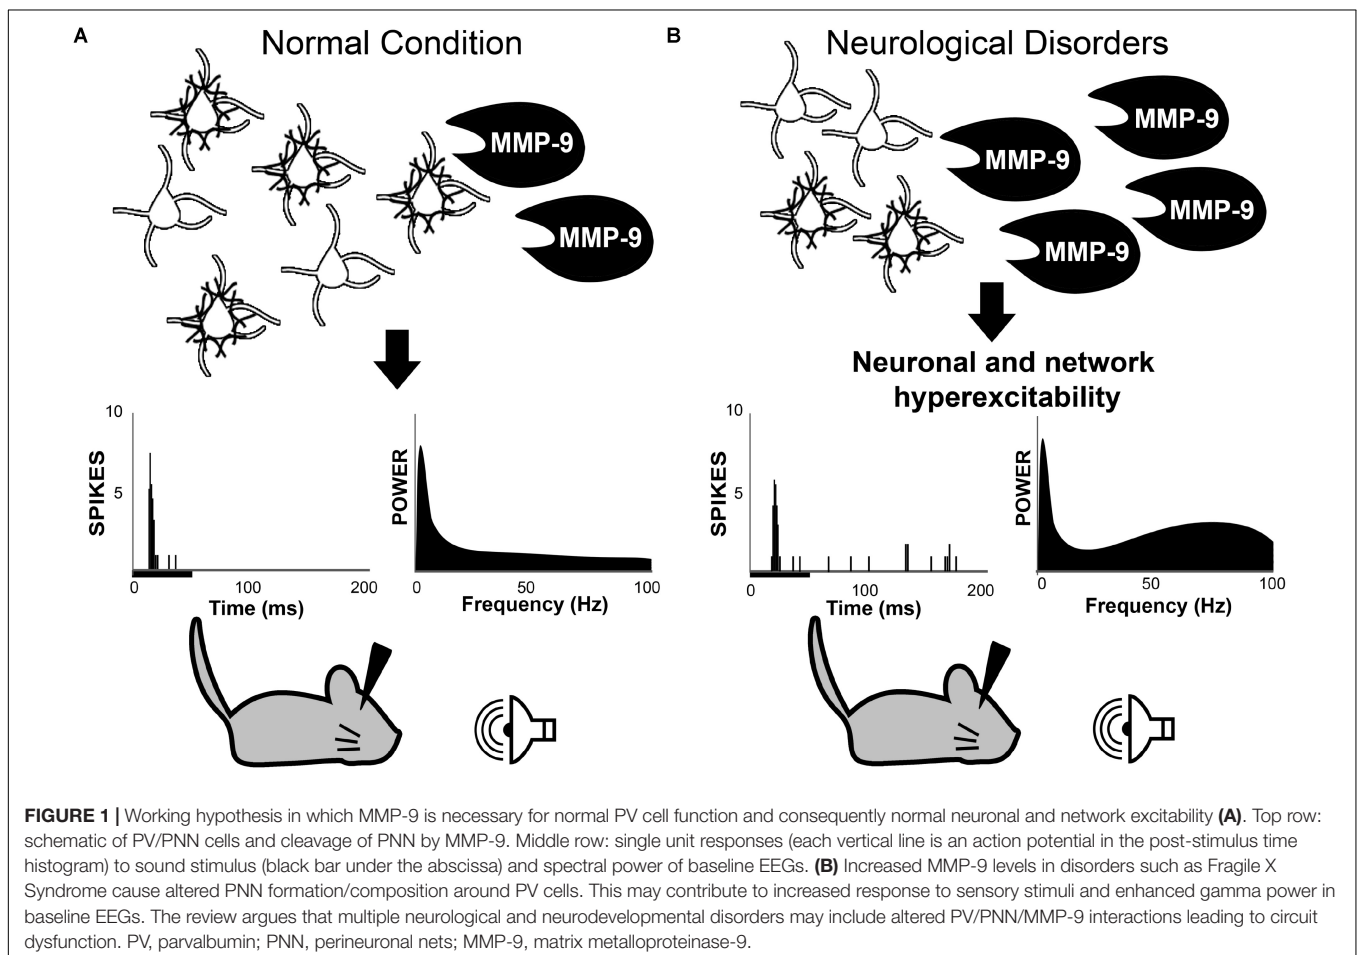 A
Normal Condition
MMP-9
MMP-9
10
5
SPIKES
0
100
200
Time (ms)
POWER
0
50
100
Frequency (Hz)
B
Neurological Disorders
MMP-9
MMP-9
MMP-9
MMP-9
Neuronal and network
hyperexcitability
10
5
SPIKES
0
100
200
Time (ms)
POWER
0
50
100
Frequency (Hz)
FIGURE 1 | Working hypothesis in which MMP-9 is necessary for normal PV cell function and consequently normal neuronal and network excitability (A). Top row:
schematic of PV/PNN cells and cleavage of PNN by MMP-9. Middle row: single unit responses (each vertical line is an action potential in the post-stimulus time
histogram) to sound stimulus (black bar under the abscissa) and spectral power of baseline EEGs. (B) Increased MMP-9 levels in disorders such as Fragile X
Syndrome cause altered PNN formation/composition around PV cells. This may contribute to increased response to sensory stimuli and enhanced gamma power in
baseline EEGs. The review argues that multiple neurological and neurodevelopmental disorders may include altered PV/PNN/MMP-9 interactions leading to circuit
dysfunction. PV, parvalbumin; PNN, perineuronal nets; MMP-9, matrix metalloproteinase-9.